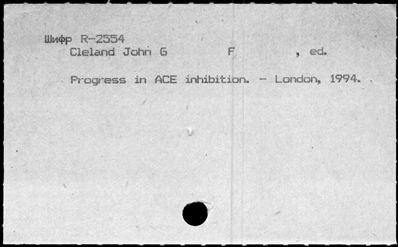 Шифр R-2554
Cleland John G F , ed.
Progress in ACE inhibition. - London, 1994.